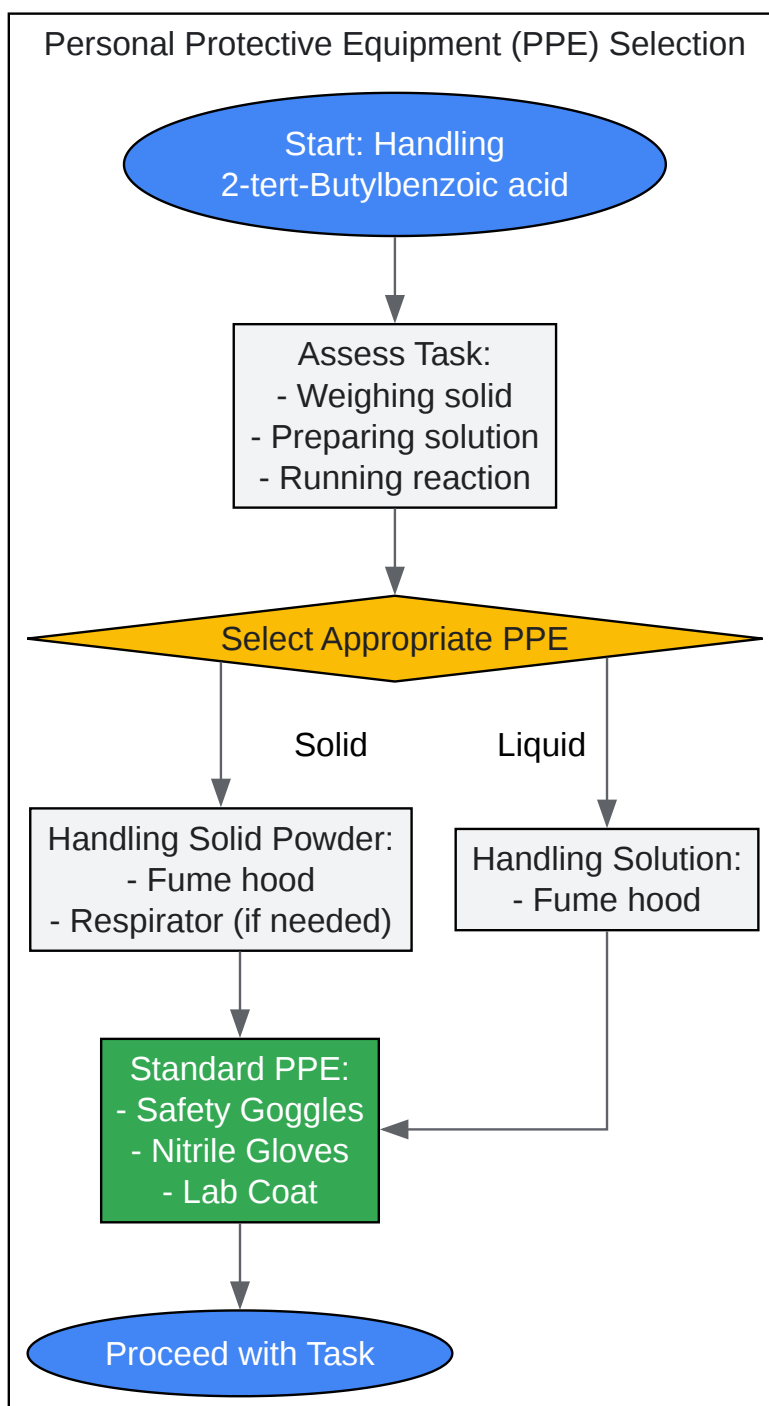 Personal Protective Equipment (PPE) Selection
Start: Handling
2-tert-Butylbenzoic acid
Assess Task:
- Weighing solid
- Preparing solution
- Running reaction
Select Appropriate PPE
Solid
Liquid
Handling Solid Powder:
- Fume hood
- Respirator (if needed)
Handling Solution:
- Fume hood
Standard PPE:
- Safety Goggles
- Nitrile Gloves
- Lab Coat
Proceed with Task